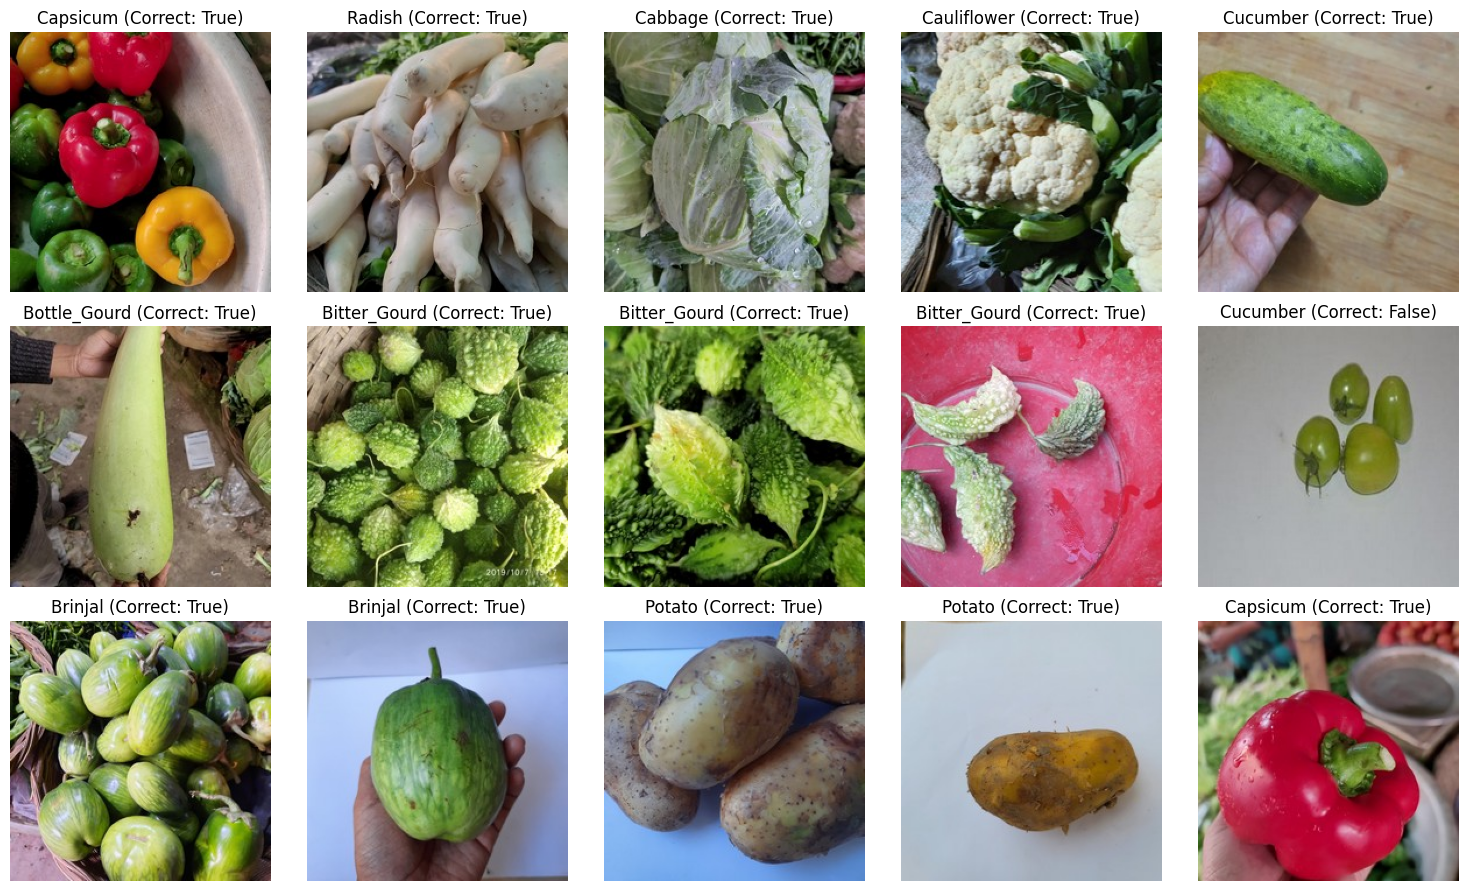 Capsicum (Correct: True)
Radish (Correct: True)
Cabbage (Correct: True)
Cauliflower (Correct: True)
Cucumber (Correct: True)
Bottle_Gourd (Correct: True)
Bitter_Gourd (Correct: True)
Bitter_Gourd (Correct: True)
Bitter_Gourd (Correct: True)
Cucumber (Correct: False)
Brinjal (Correct: True)
Brinjal (Correct: True)
Potato (Correct: True)
Potato (Correct: True)
Capsicum (Correct: True)